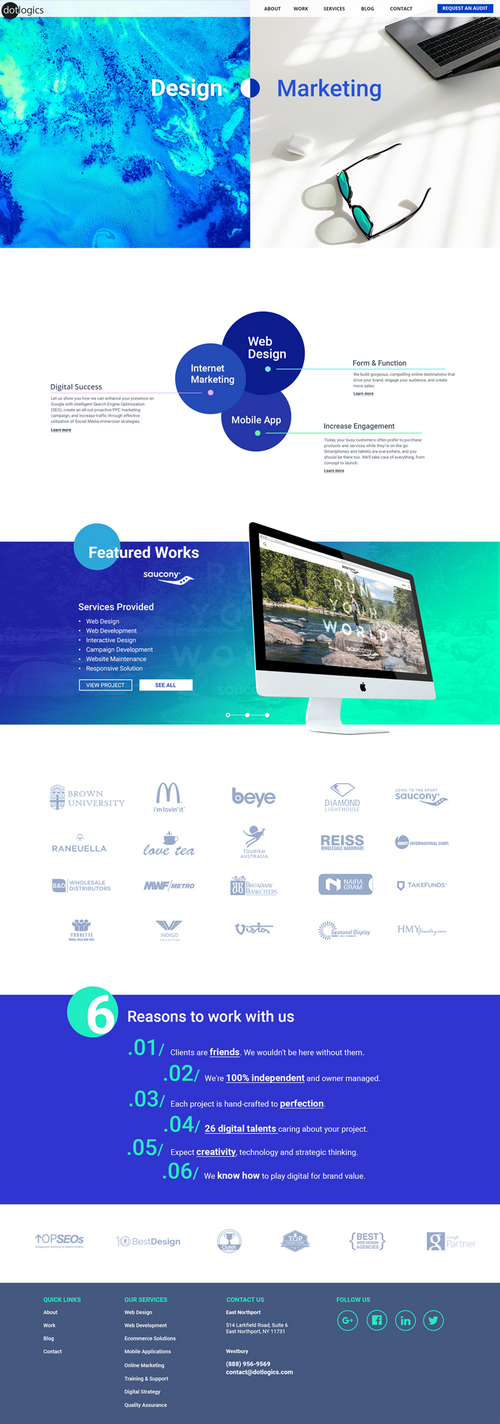 dotlogics
ABOUT WORK SERVICES BLOG CONTACT REQUEST AN AUDIT
Design Marketing
Web
Design
Internet
Marketing
Mobile App
Form & Function
We build gorgeous, compelling online destinations that
drive your brand, engage your audience, and create
more sales.
Learn more
Digital Success
Let us show you how we can enhance your presence on
Google with intelligent Search Engine Optimization
(SEO), create an all-out proactive PPC marketing
campaign, and increase traffic through effective
utilization of Social Media immersion strategies.
Learn more
Increase Engagement
Today, your busy customers often prefer to purchase
products and services while they're on the go.
Smartphones and tablets are everywhere, and you
should be there too. We'll take care of everything, from
concept to launch.
Learn more
Featured Works
saucony
Services Provided
• Web Design
• Web Development
• Interactive Design
• Campaign Development
• Website Maintenance
• Responsive Solution
VIEW PROJECT SEE ALL
RUN
YOUR
WORLD
saucony
BROWN
UNIVERSITY
i'm lovin' it
beye
DIAMOND
LIGHTHOUSE
LOYAL TO THE SPORT
saucony
RANEUELLA
love tea
TOURISM
AUSTRALIA
REISS
WHOLESALE HARDWARE
INTERNATIONAL CORP.
B&D WHOLESALE
DISTRIBUTORS
MWF/METRO
BROADWAY
BASKETEERS
NAIRA
GRAM
TAKEFUNDS
INDIGO
Vista
Seasonal Display
HMYJewelry.com
6 Reasons to work with us
.01/ Clients are friends. We wouldn't be here without them.
.02/ We're 100% independent and owner managed.
.03/ Each project is hand-crafted to perfection.
.04/ 26 digital talents caring about your project.
.05/ Expect creativity, technology and strategic thinking.
.06/ We know how to play digital for brand value.
TOPSEOs
10 BestDesign
Clutch
TOP
BEST
WEB DESIGN
AGENCIES
Google
Partner
QUICK LINKS
About
Work
Blog
Contact
OUR SERVICES
Web Design
Web Development
Ecommerce Solutions
Mobile Applications
Online Marketing
Training & Support
Digital Strategy
Quality Assurance
CONTACT US
East Northport
514 Larkfield Road, Suite 6
East Northport, NY 11731
Westbury
(888) 956-9569
contact@dotlogics.com
FOLLOW US
G+
in